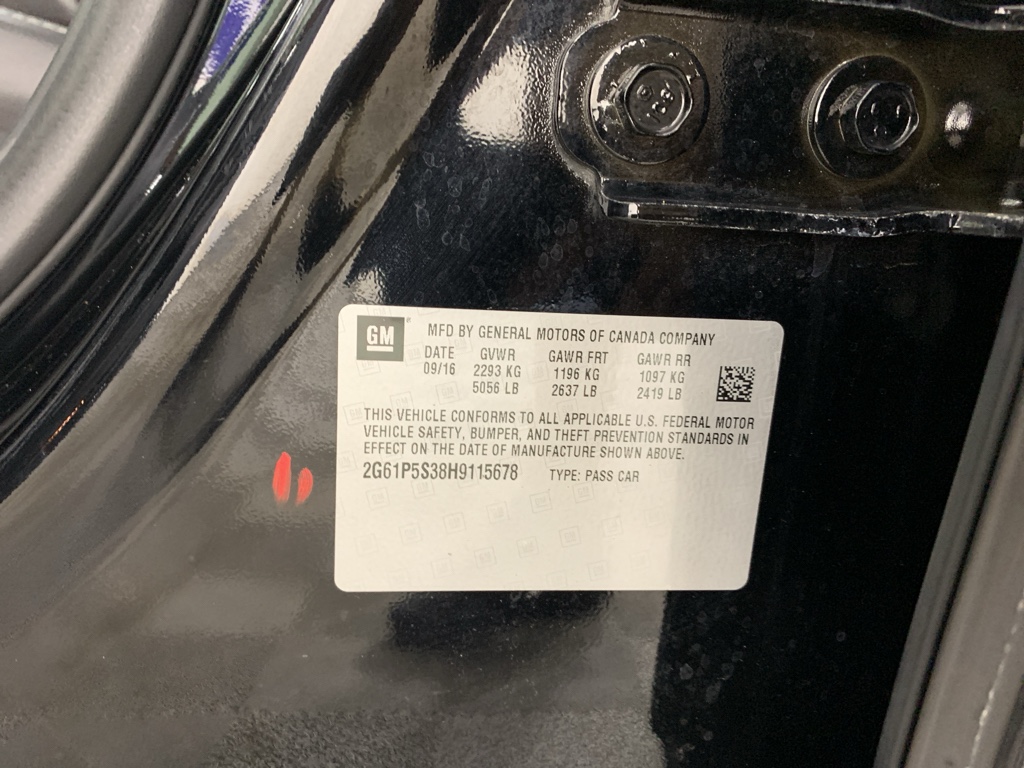 GM
MFD BY GENERAL MOTORS OF CANADA COMPANY
DATE GVWR GAWR FRT GAWR RR
09/16 2293 KG 1196 KG 1097 KG
5056 LB 2637 LB 2419 LB
THIS VEHICLE CONFORMS TO ALL APPLICABLE U.S. FEDERAL MOTOR
VEHICLE SAFETY, BUMPER, AND THEFT PREVENTION STANDARDS IN
EFFECT ON THE DATE OF MANUFACTURE SHOWN ABOVE.
2G61P5S38H9115678 TYPE: PASS CAR